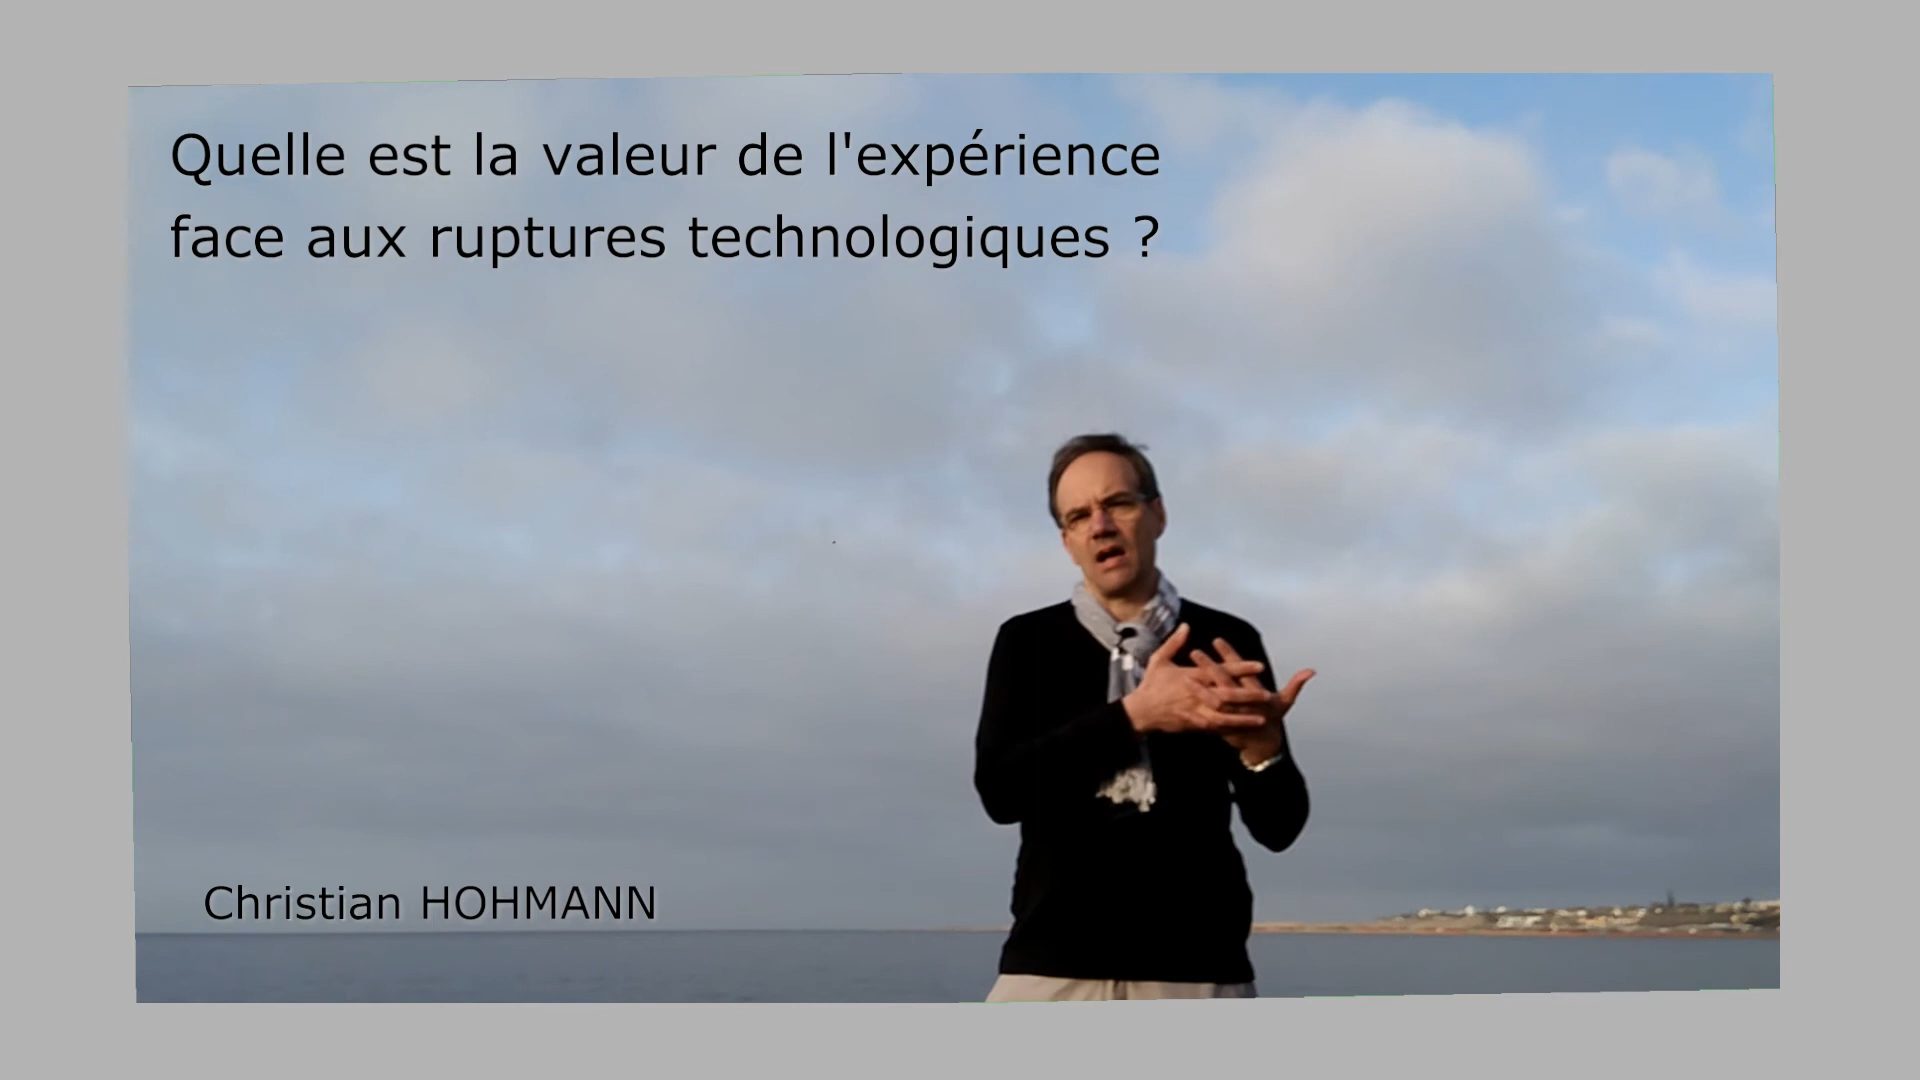 Quelle est la valeur de l'expérience
face aux ruptures technologiques ?
Christian HOHMANN